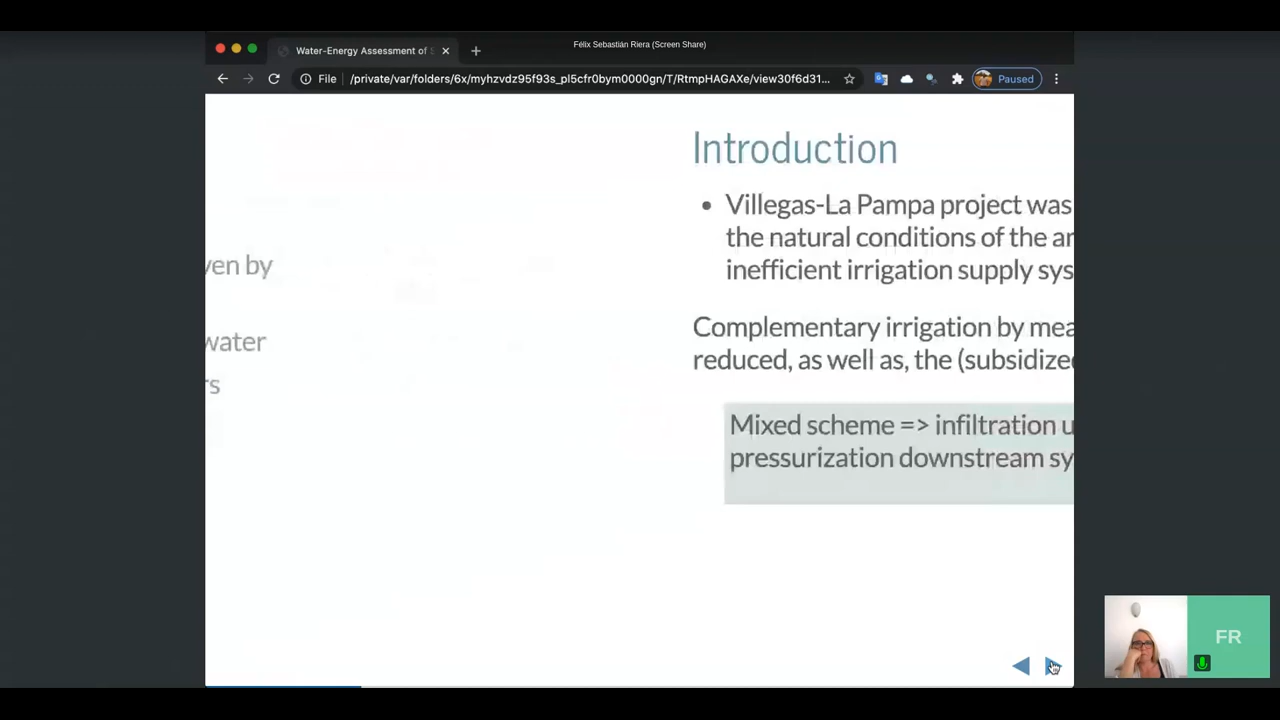 Félix Sebastián Riera (Screen Share)
Water-Energy Assessment of
File
/private/var/folders/6x/myhzvdz95f93s_pl5cfr0bym0000gn/T/RtmpHAGAXe/view30f6d31...
Paused
Introduction
Villegas-La Pampa project was
the natural conditions of the ar
inefficient irrigation supply sys
ven by
Complementary irrigation by mea
water
reduced, as well as, the (subsidize
rs
Mixed scheme => infiltration u
pressurization downstream sy
FR